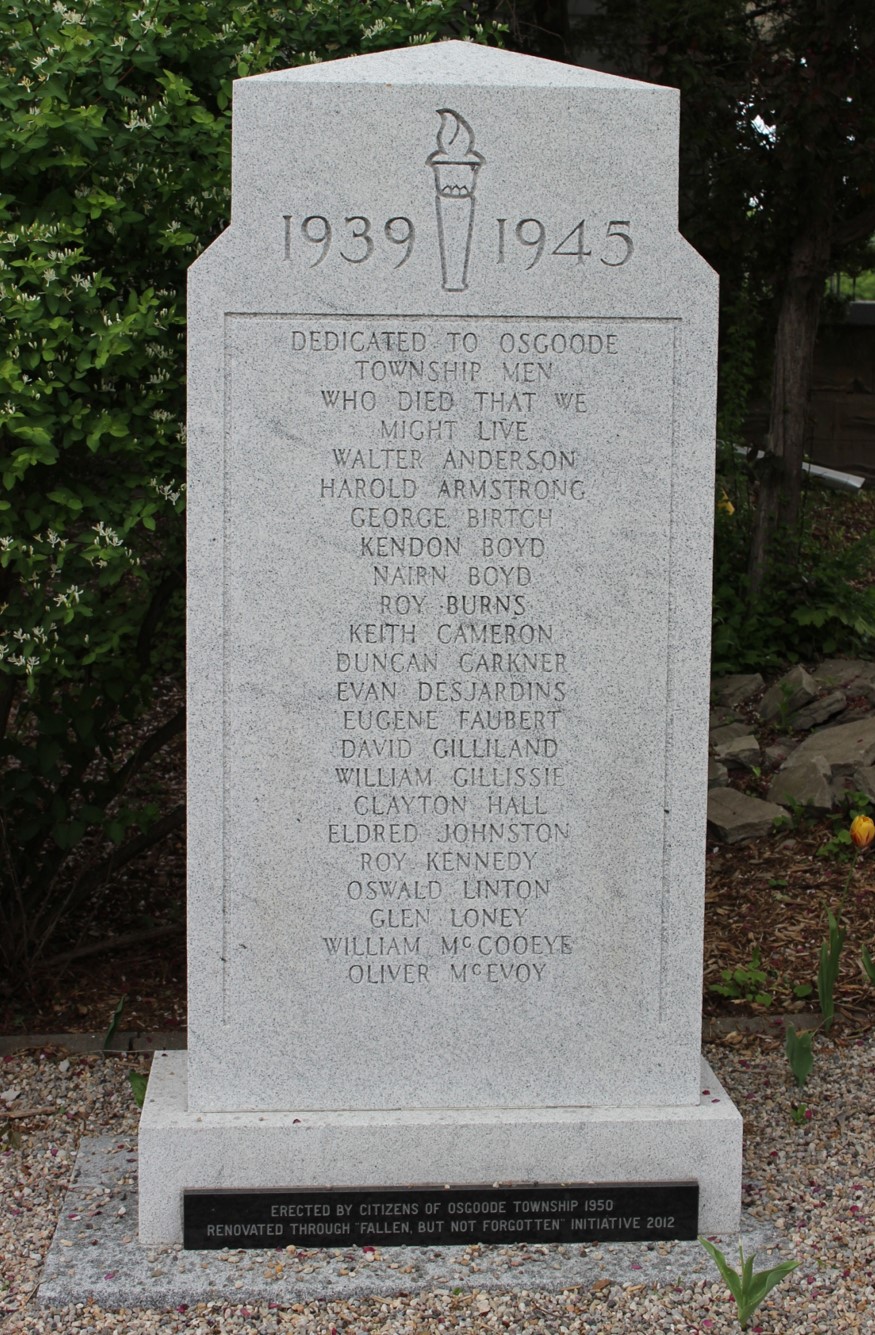 1939 1945
DEDICATED TO OSGOODE
TOWNSHIP MEN
WHO DIED THAT WE
MIGHT LIVE
WALTER ANDERSON
HAROLD ARMSTRONG
GEORGE BIRTCH
KENDON BOYD
NAIRN BOYD
ROY BURNS
KEITH CAMERON
DUNCAN CARKNER
EVAN DESJARDINS
EUGENE FAUBERT
DAVID GILLILAND
WILLIAM GILLISSIE
CLAYTON HALL
ELDRED JOHNSTON
ROY KENNEDY
OSWALD LINTON
GLEN LONEY
WILLIAM McCOOEYE
OLIVER McEVOY
ERECTED BY CITIZENS OF OSGOODE TOWNSHIP 1950
RENOVATED THROUGH "FALLEN, BUT NOT FORGOTTEN" INITIATIVE 2012